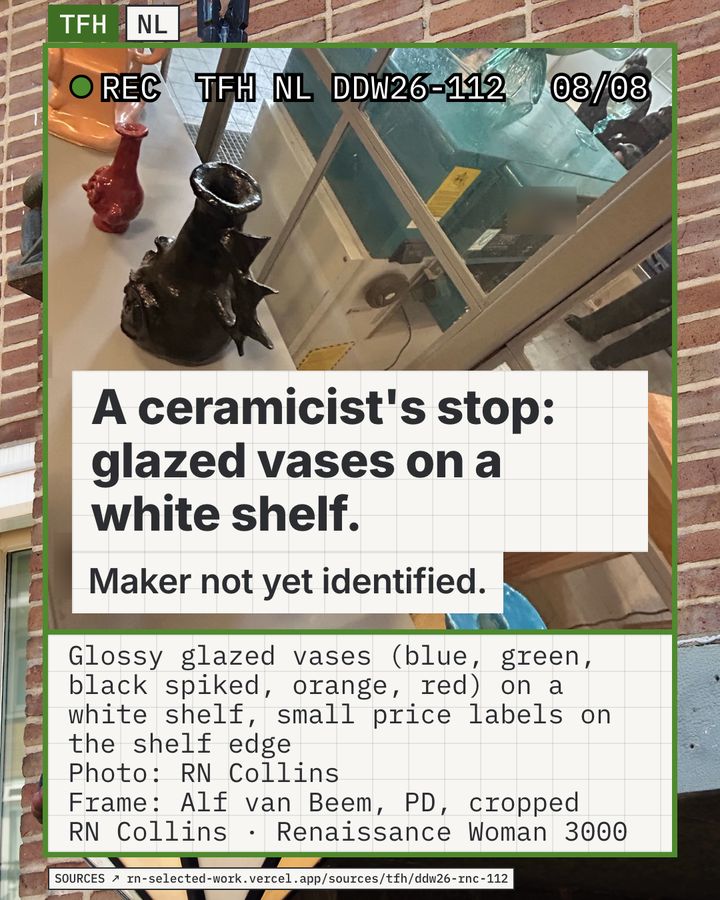 TFH NL
REC TFH NL DDW26-112 08/08
A ceramicist's stop:
glazed vases on a
white shelf.
Maker not yet identified.
Glossy glazed vases (blue, green,
black spiked, orange, red) on a
white shelf, small price labels on
the shelf edge
Photo: RN Collins
Frame: Alf van Beem, PD, cropped
RN Collins · Renaissance Woman 3000
SOURCES ↗ rn-selected-work.vercel.app/sources/tfh/ddw26-rnc-112